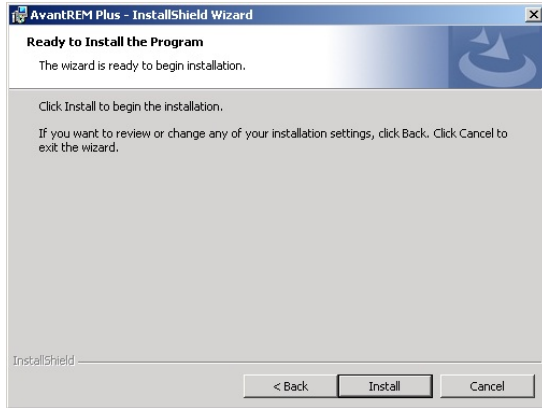 AvantREM Plus - InstallShield Wizard
Ready to Install the Program
The wizard is ready to begin installation.
Click Install to begin the installation.
If you want to review or change any of your installation settings, click Back. Click Cancel to
exit the wizard.
InstallShield
< Back Install Cancel